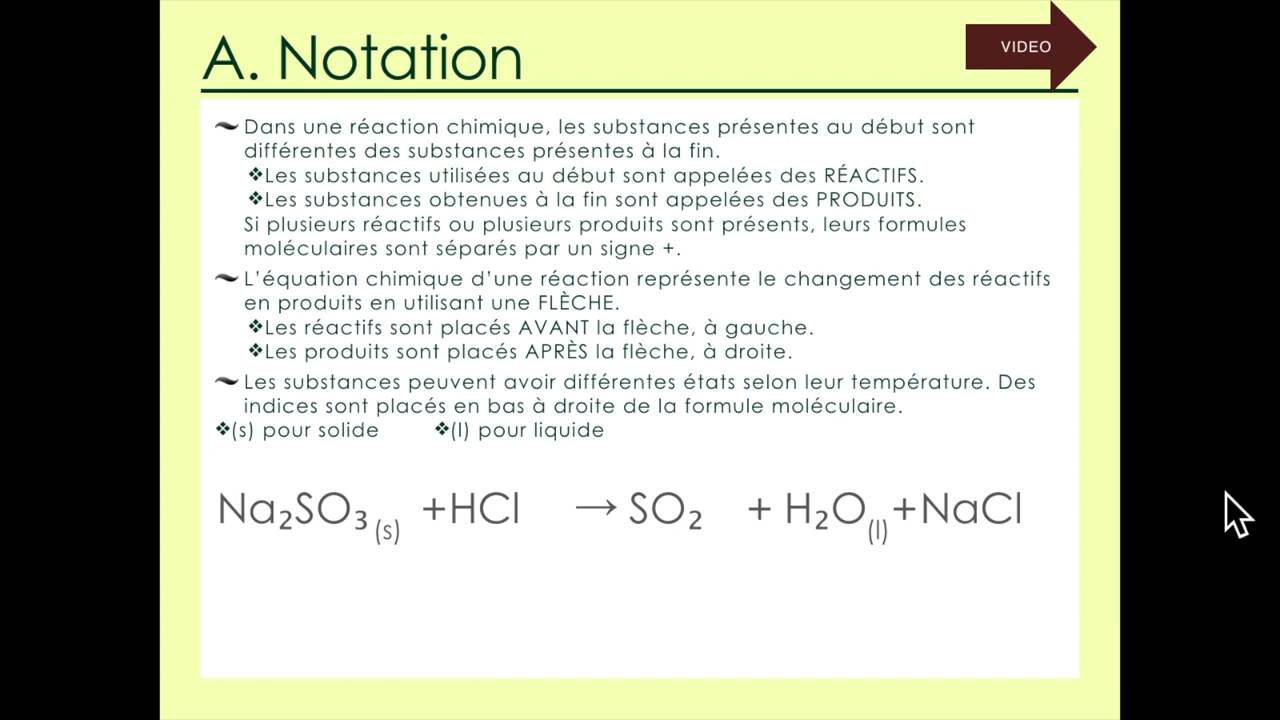 A. Notation
VIDEO
Dans une réaction chimique, les substances présentes au début sont
différentes des substances présentes à la fin.
❖Les substances utilisées au début sont appelées des RÉACTIFS.
❖Les substances obtenues à la fin sont appelées des PRODUITS.
Si plusieurs réactifs ou plusieurs produits sont présents, leurs formules
moléculaires sont séparés par un signe +.
L'équation chimique d'une réaction représente le changement des réactifs
en produits en utilisant une FLÈCHE.
❖Les réactifs sont placés AVANT la flèche, à gauche.
❖Les produits sont placés APRÈS la flèche, à droite.
Les substances peuvent avoir différentes états selon leur température. Des
indices sont placés en bas à droite de la formule moléculaire.
❖(s) pour solide ❖(l) pour liquide
Na₂SO₃ (s) +HCl → SO₂ + H₂O(l)+NaCl